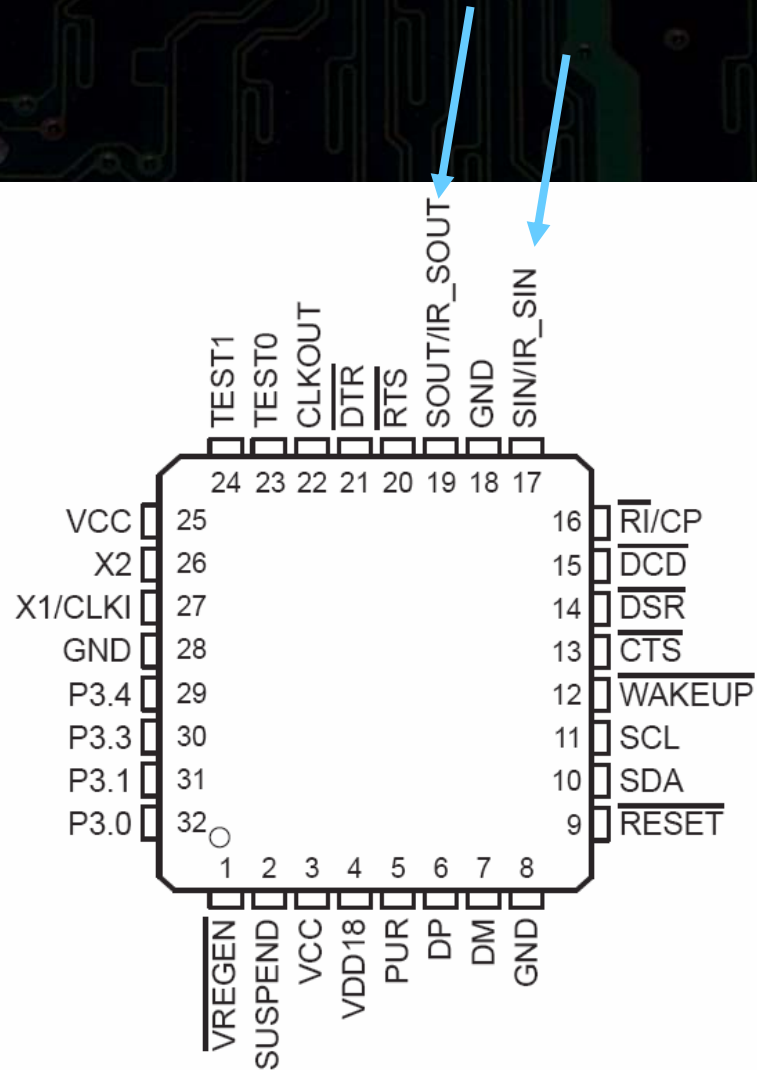 TEST1
TEST0
CLKOUT
DTR
RTS
SOUT/IR_SOUT
GND
SIN/IR_SIN
24 23 22 21 20 19 18 17
VCC 25 16 RI/CP
X2 26 15 DCD
X1/CLKI 27 14 DSR
GND 28 13 CTS
P3.4 29 12 WAKEUP
P3.3 30 11 SCL
P3.1 31 10 SDA
P3.0 32 9 RESET
1 2 3 4 5 6 7 8
VREGEN
SUSPEND
VCC
VDD18
PUR
DP
DM
GND